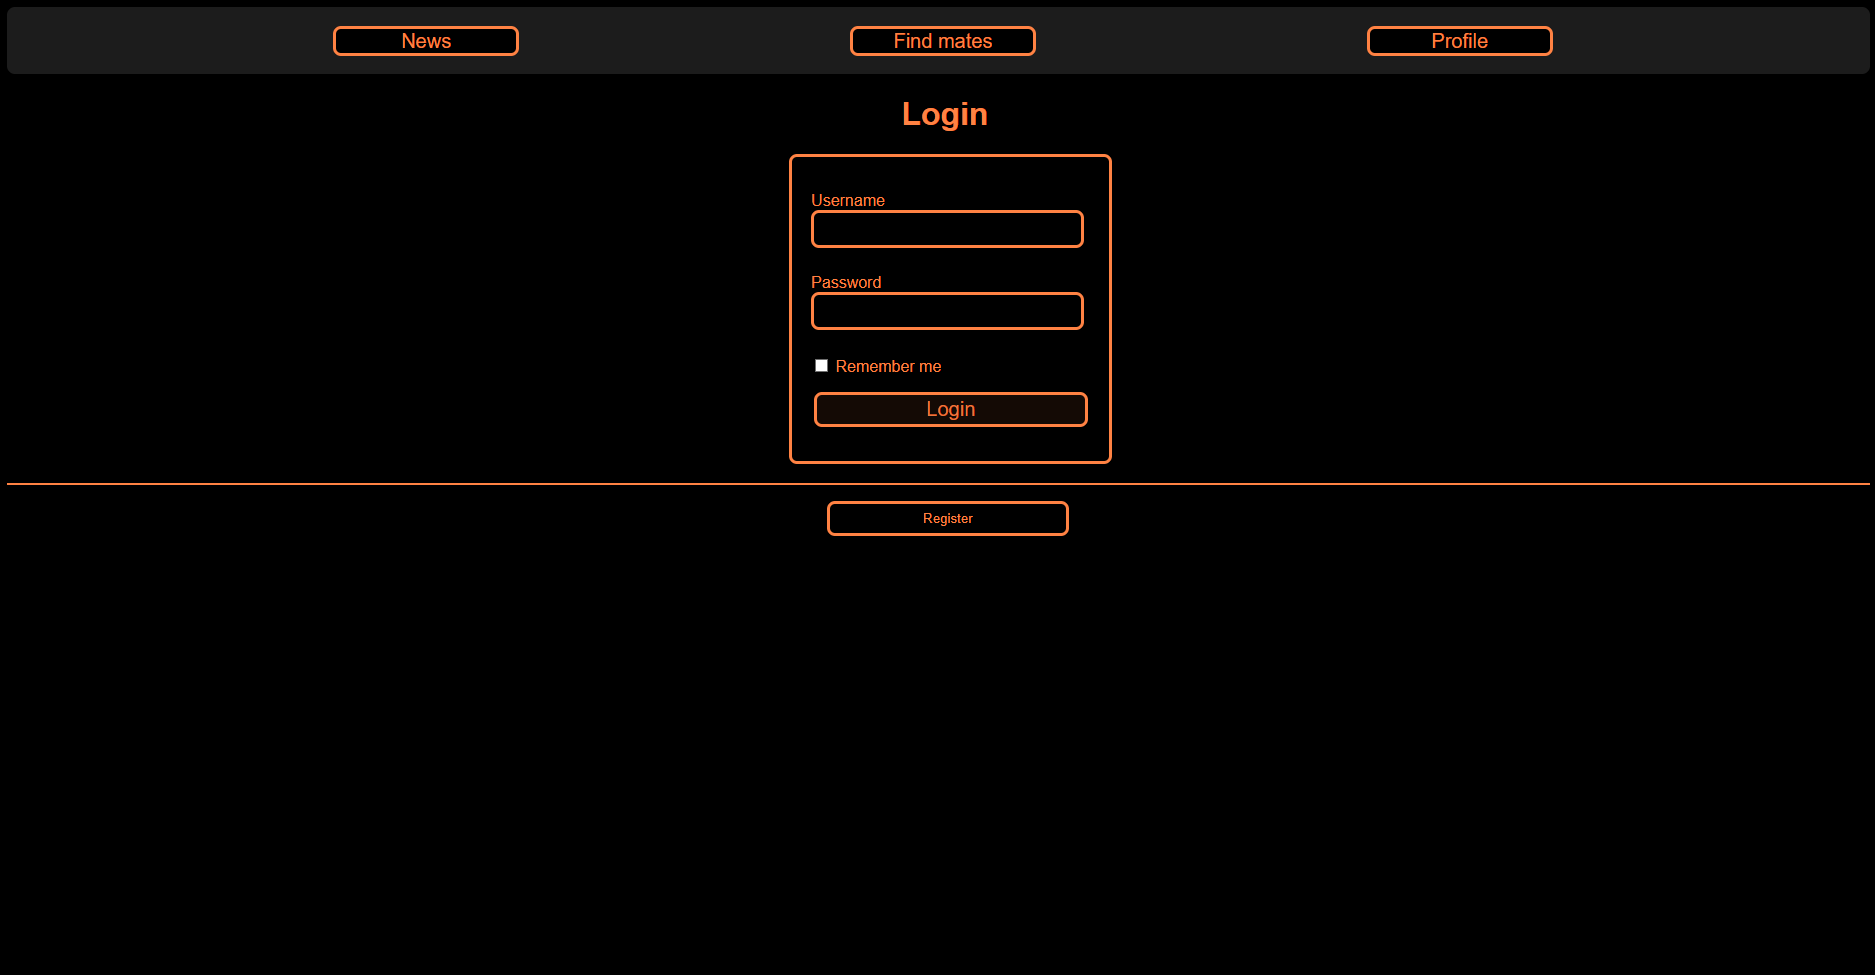 News Find mates Profile
Login
Username
Password
Remember me
Login
Register